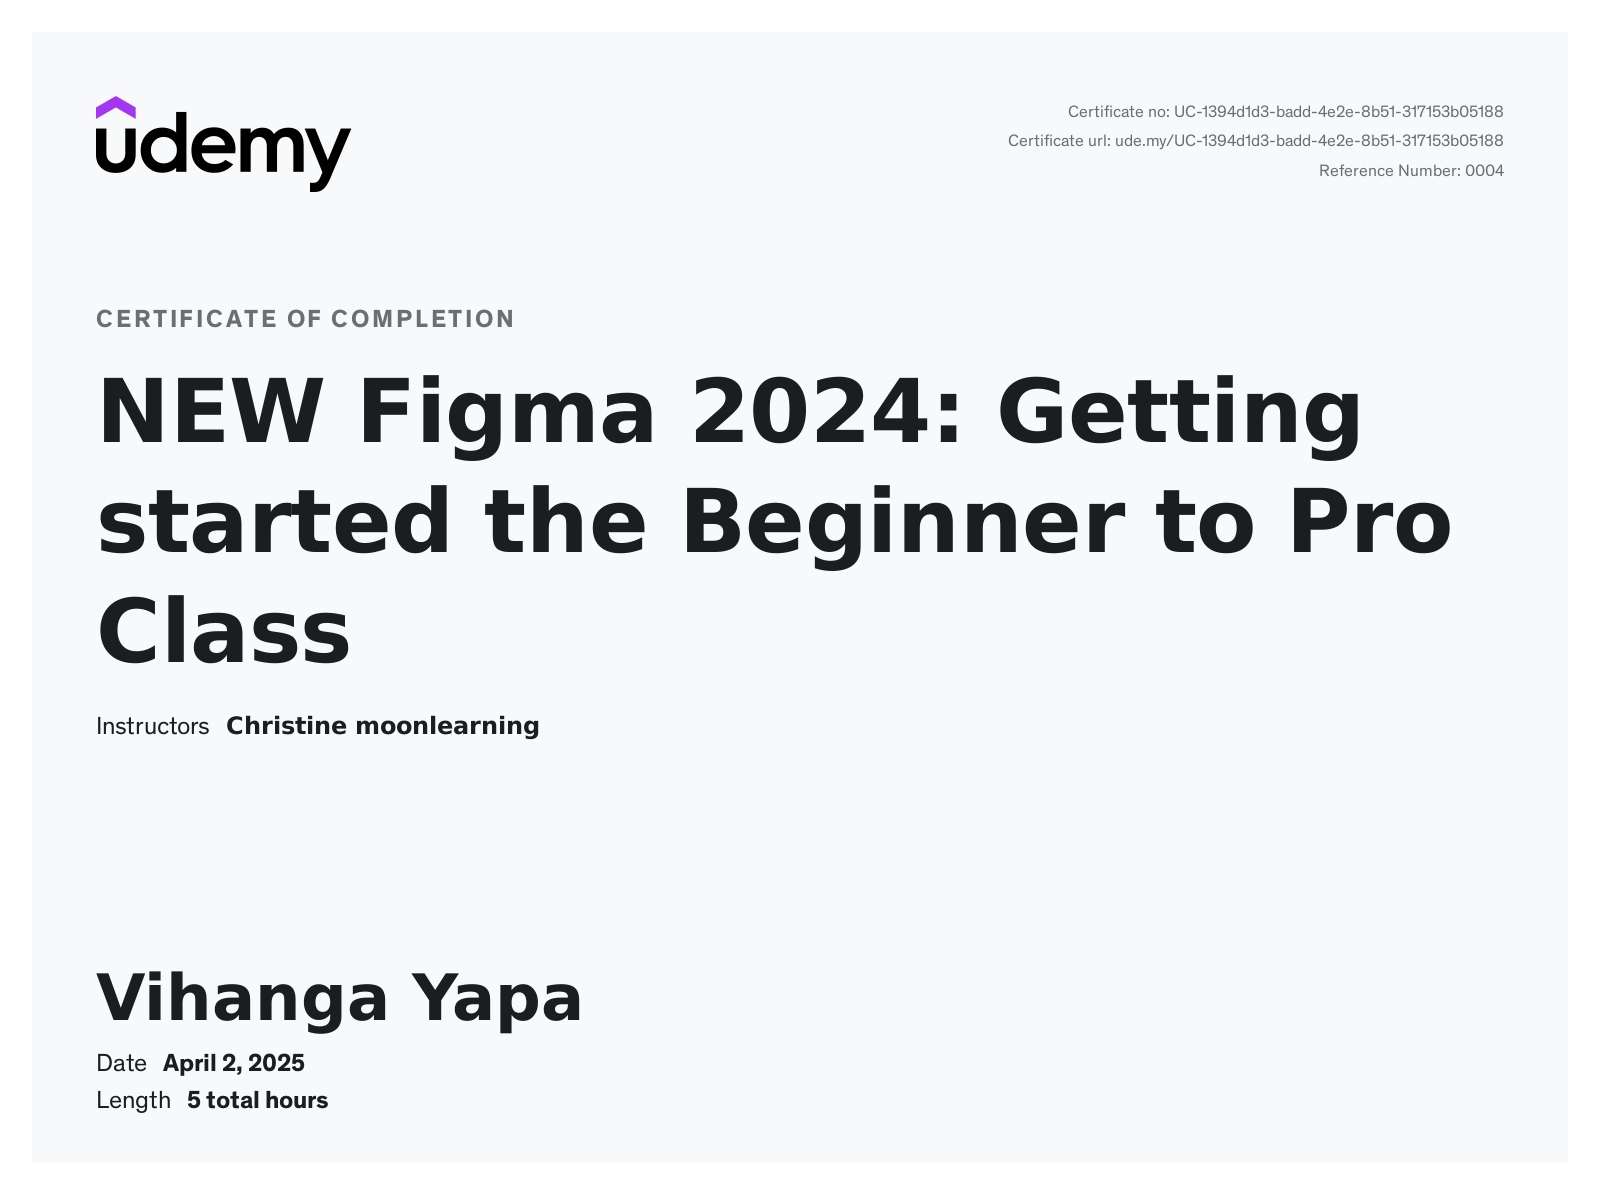 udemy
Certificate no: UC-1394d1d3-badd-4e2e-8b51-317153b05188
Certificate url: ude.my/UC-1394d1d3-badd-4e2e-8b51-317153b05188
Reference Number: 0004
CERTIFICATE OF COMPLETION
NEW Figma 2024: Getting
started the Beginner to Pro
Class
Instructors Christine moonlearning
Vihanga Yapa
Date April 2, 2025
Length 5 total hours